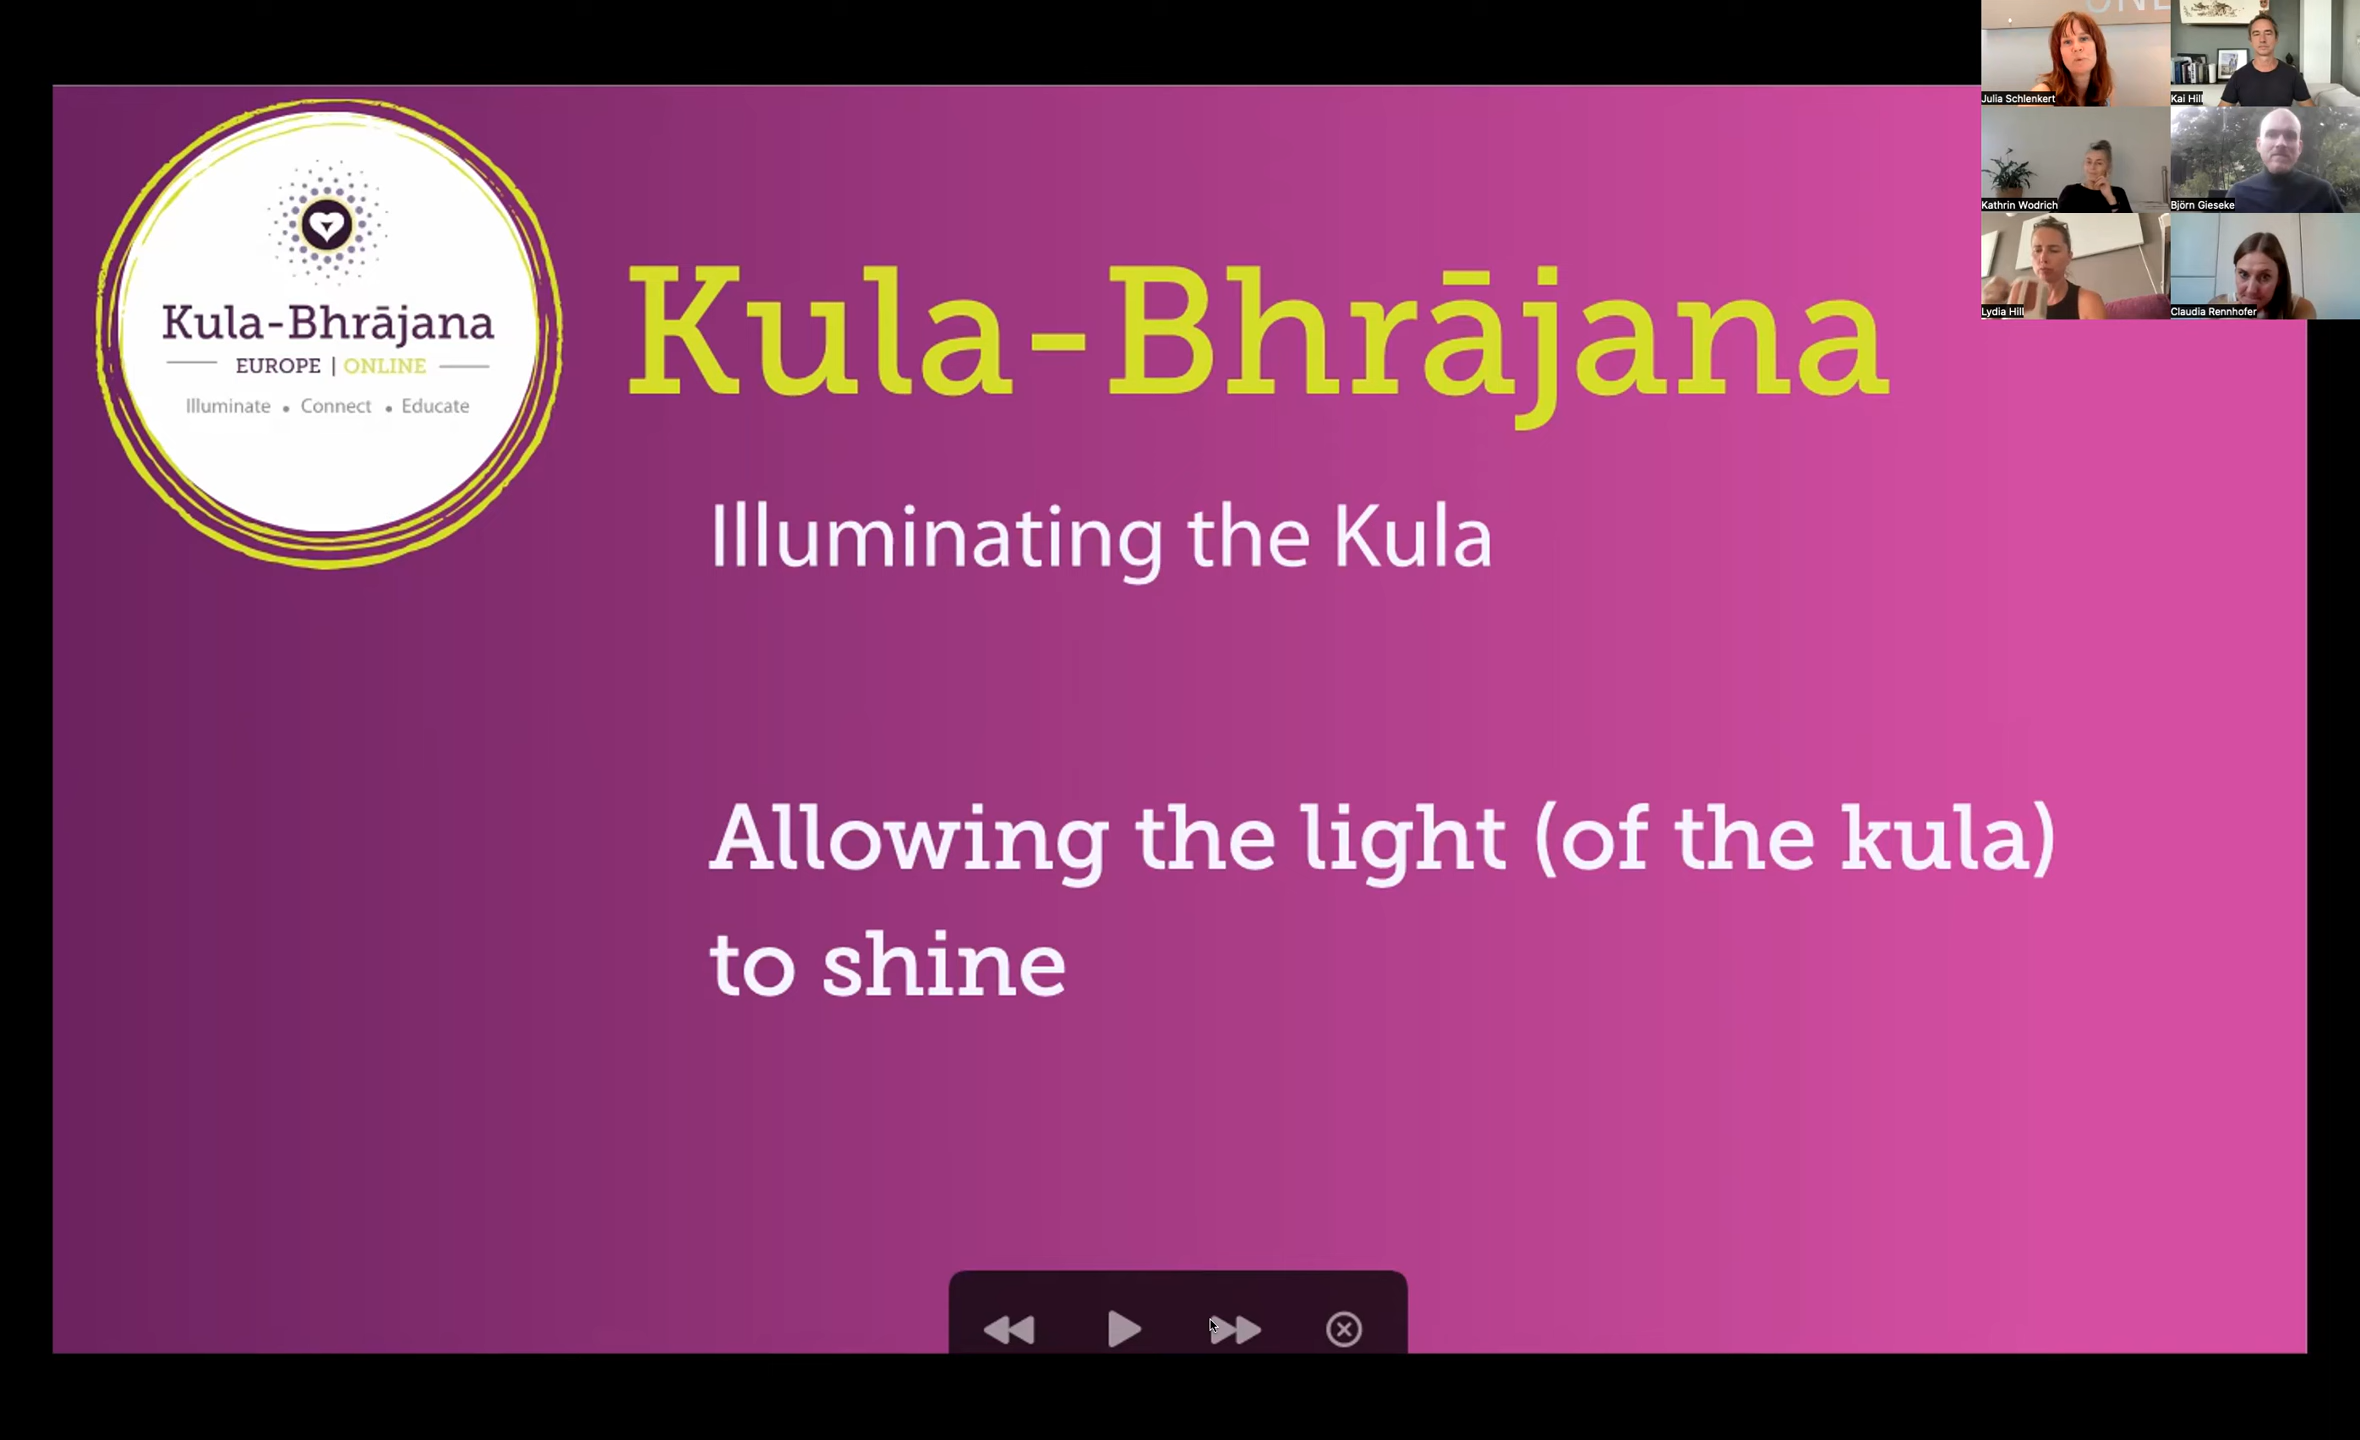 Kula-Bhrājana
EUROPE | ONLINE
Illuminate • Connect • Educate
Kula-Bhrājana
Illuminating the Kula
Allowing the light (of the kula)
to shine
Julia Schlenkert
Kai Hill
Kathrin Wodrich
Björn Gieseke
Lydia Hill
Claudia Rennhofer